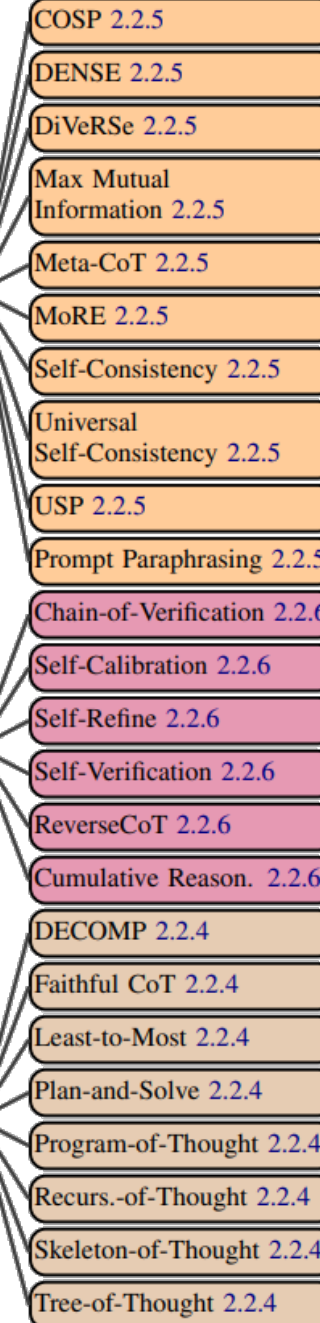 COSP 2.2.5
DENSE 2.2.5
DiVeRSe 2.2.5
Max Mutual
Information 2.2.5
Meta-CoT 2.2.5
MoRE 2.2.5
Self-Consistency 2.2.5
Universal
Self-Consistency 2.2.5
USP 2.2.5
Prompt Paraphrasing 2.2.5
Chain-of-Verification 2.2.6
Self-Calibration 2.2.6
Self-Refine 2.2.6
Self-Verification 2.2.6
ReverseCoT 2.2.6
Cumulative Reason. 2.2.6
DECOMP 2.2.4
Faithful CoT 2.2.4
Least-to-Most 2.2.4
Plan-and-Solve 2.2.4
Program-of-Thought 2.2.4
Recurs.-of-Thought 2.2.4
Skeleton-of-Thought 2.2.4
Tree-of-Thought 2.2.4